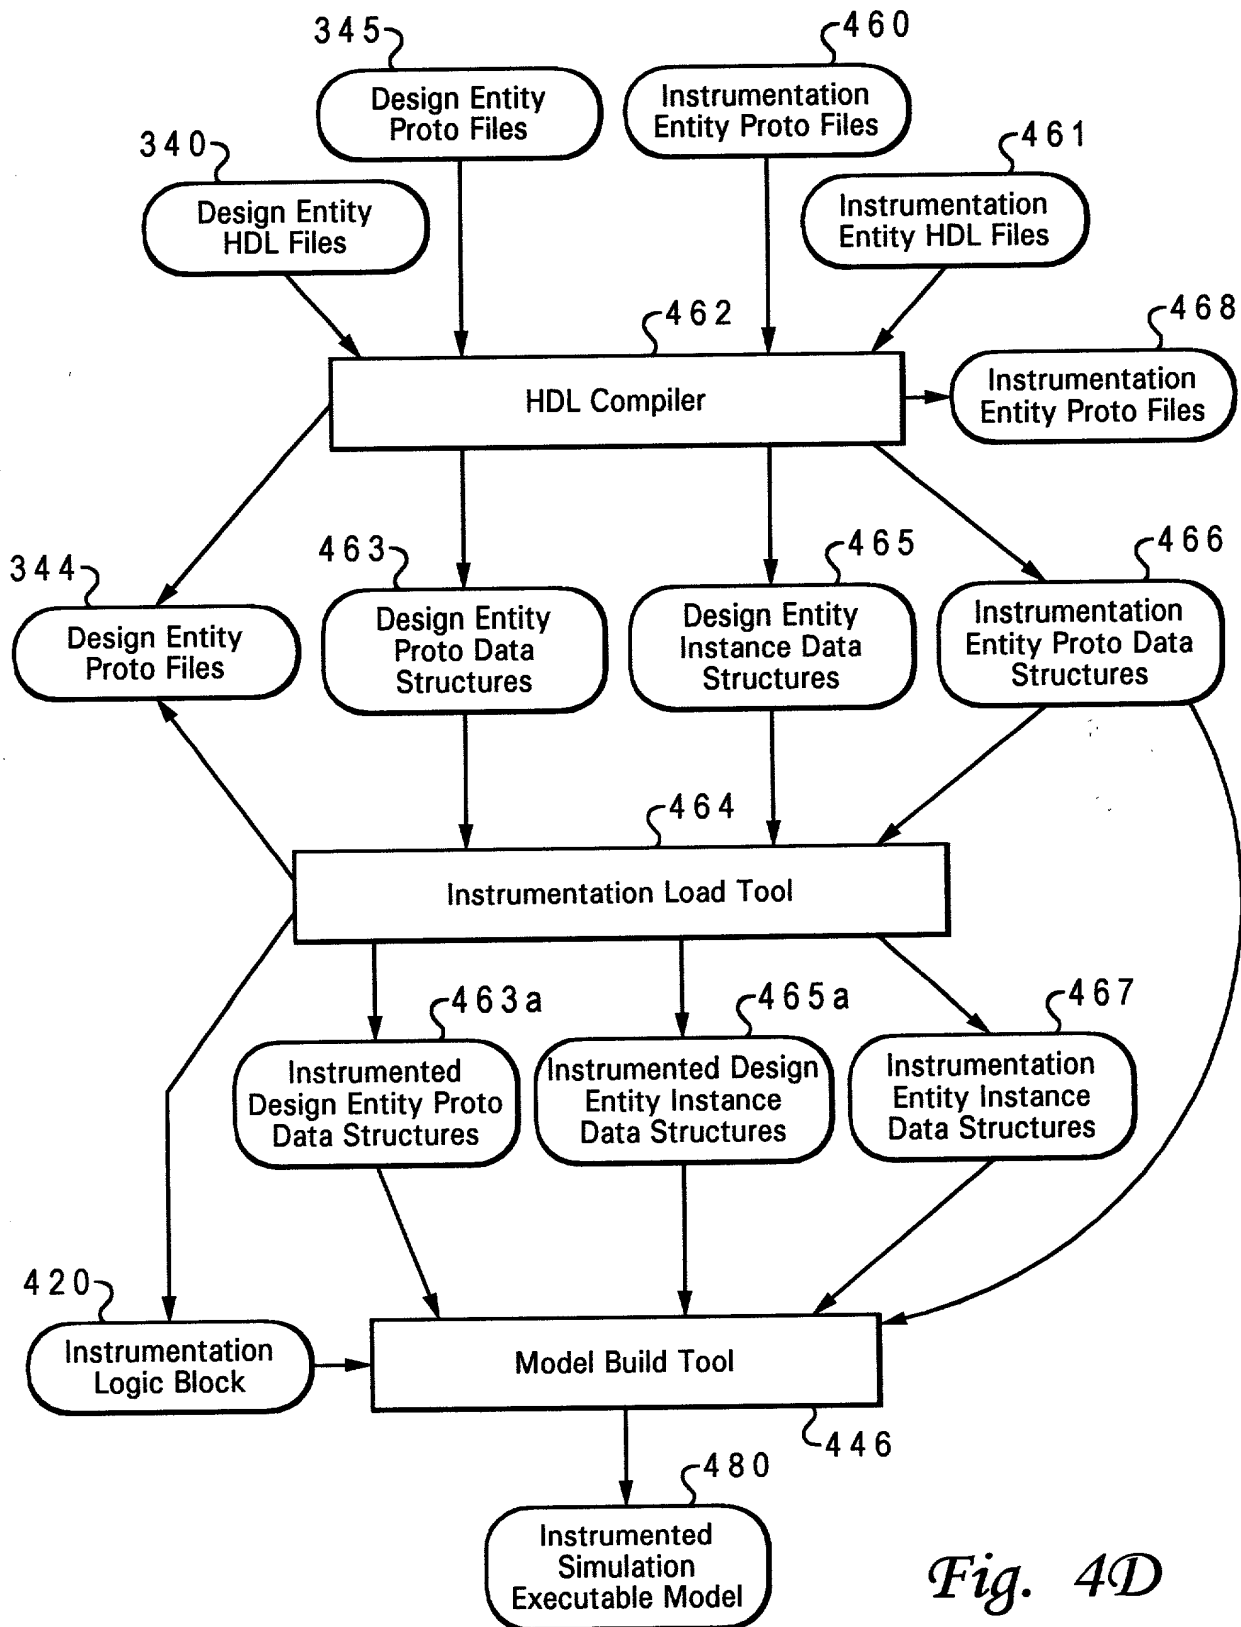 345
460
Design Entity
Proto Files
Instrumentation
Entity Proto Files
340
461
Design Entity
HDL Files
Instrumentation
Entity HDL Files
462
468
HDL Compiler
Instrumentation
Entity Proto Files
344
463
465
466
Design Entity
Proto Files
Design Entity
Proto Data
Structures
Design Entity
Instance Data
Structures
Instrumentation
Entity Proto Data
Structures
464
Instrumentation Load Tool
463a
465a
467
Instrumented
Design Entity Proto
Data Structures
Instrumented Design
Entity Instance
Data Structures
Instrumentation
Entity Instance
Data Structures
420
Instrumentation
Logic Block
Model Build Tool
446
480
Instrumented
Simulation
Executable Model
Fig. 4D